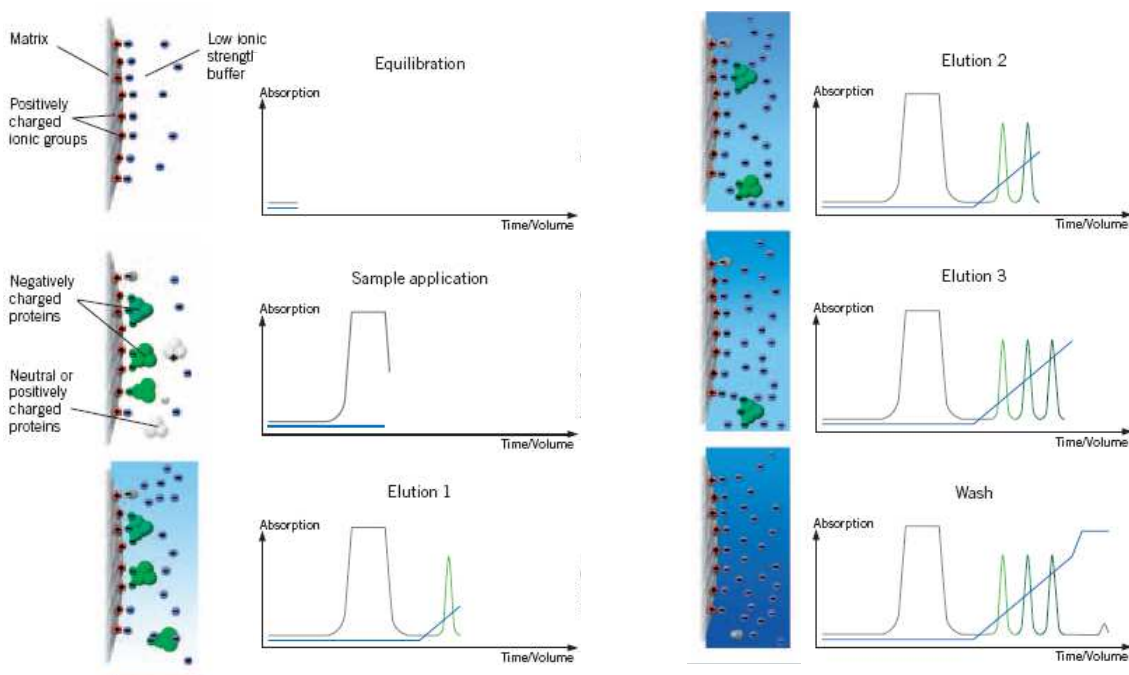 Matrix
Low ionic
strengtl
buffer
Positively
charged
ionic groups
Equilibration
Absorption
Time/Volume
Negatively
charged
proteins
Neutral or
positively
charged
proteins
Sample application
Absorption
Time/Volume
Elution 1
Absorption
Time/Volume
Elution 2
Absorption
Time/Volume
Elution 3
Absorption
Time/Volume
Wash
Absorption
Time/Volume